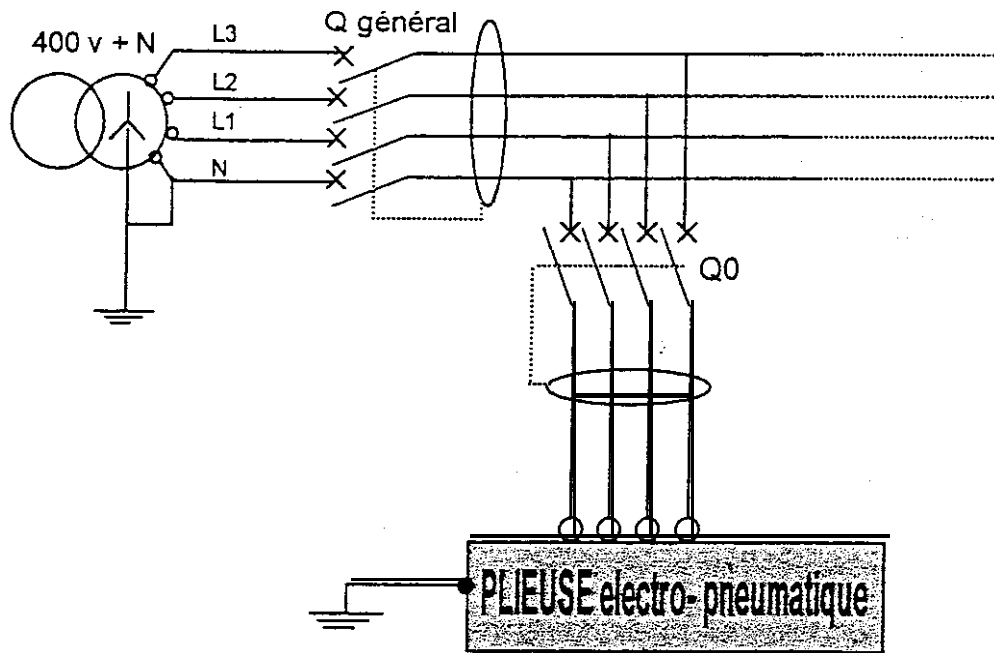 Q général
400 v + N
L3
L2
L1
N
Q0
PLIEUSE electro-pneumatique